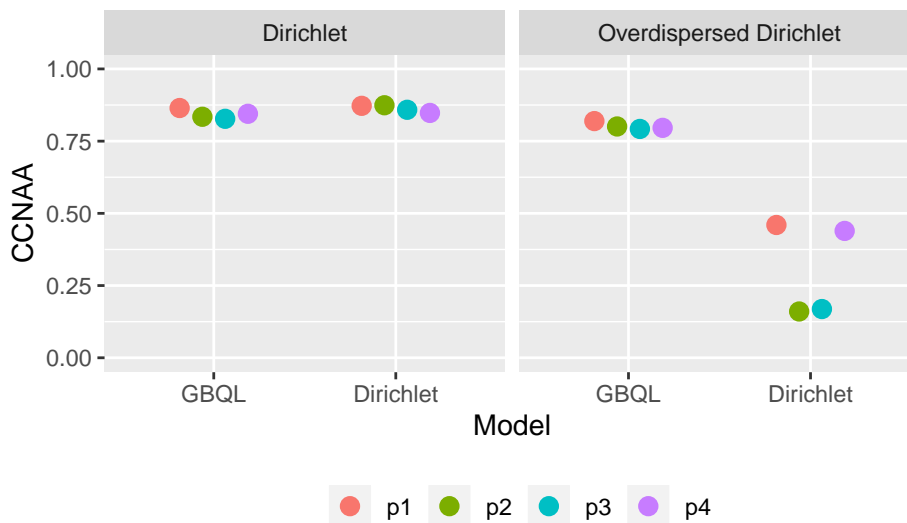 Dirichlet
Overdispersed Dirichlet
CCNAA
1.00
0.75
0.50
0.25
0.00
GBQL
Dirichlet
GBQL
Dirichlet
Model
p1 p2 p3 p4